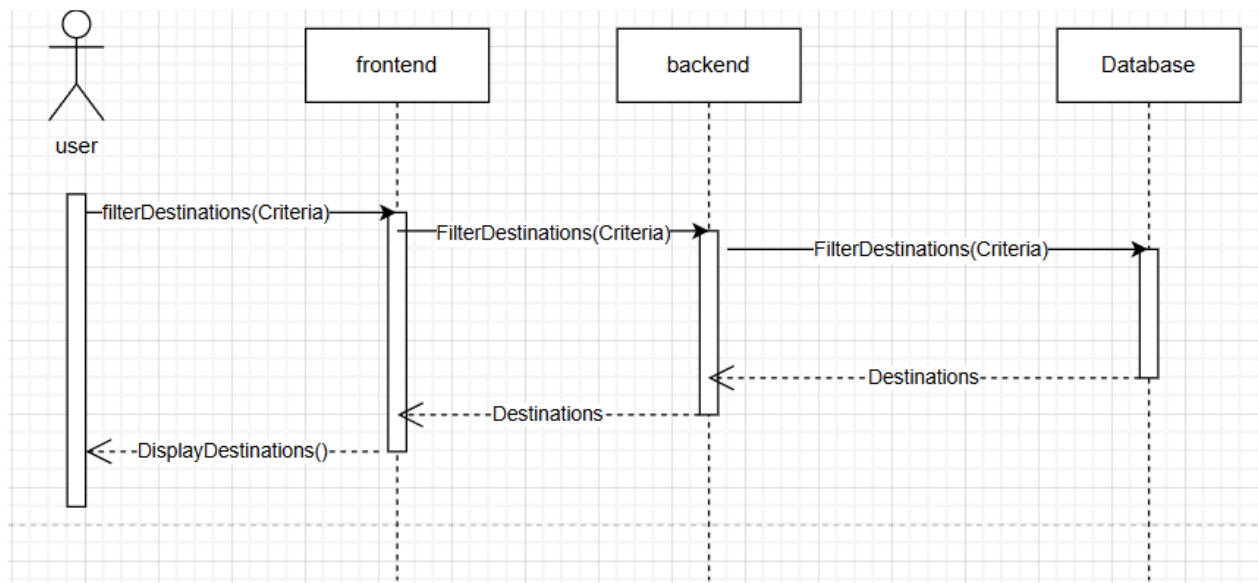 frontend
backend
Database
user
filterDestinations(Criteria)
FilterDestinations(Criteria)
FilterDestinations(Criteria)
Destinations
Destinations
DisplayDestinations()